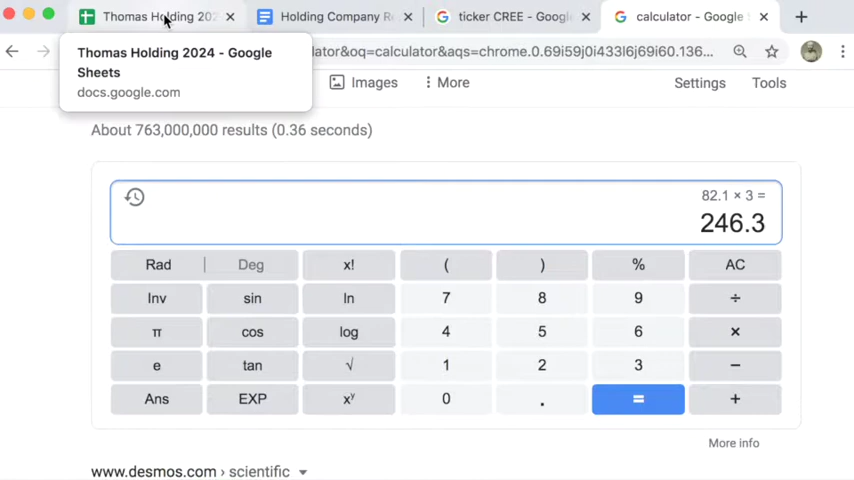 Thomas Holding 202
Holding Company Re
ticker CREE - Google
calculator - Google S
Thomas Holding 2024 - Google
Sheets
docs.google.com
ator&oq=calculator&aqs=chrome.0.69i59j0i433l6j69i60.136...
Images
More
Settings
Tools
About 763,000,000 results (0.36 seconds)
82.1 × 3 =
246.3
Rad | Deg x! ( ) % AC
Inv sin ln 7 8 9 ÷
π cos log 4 5 6 ×
e tan √ 1 2 3 −
Ans EXP xʸ 0 . = +
More info
www.desmos.com › scientific